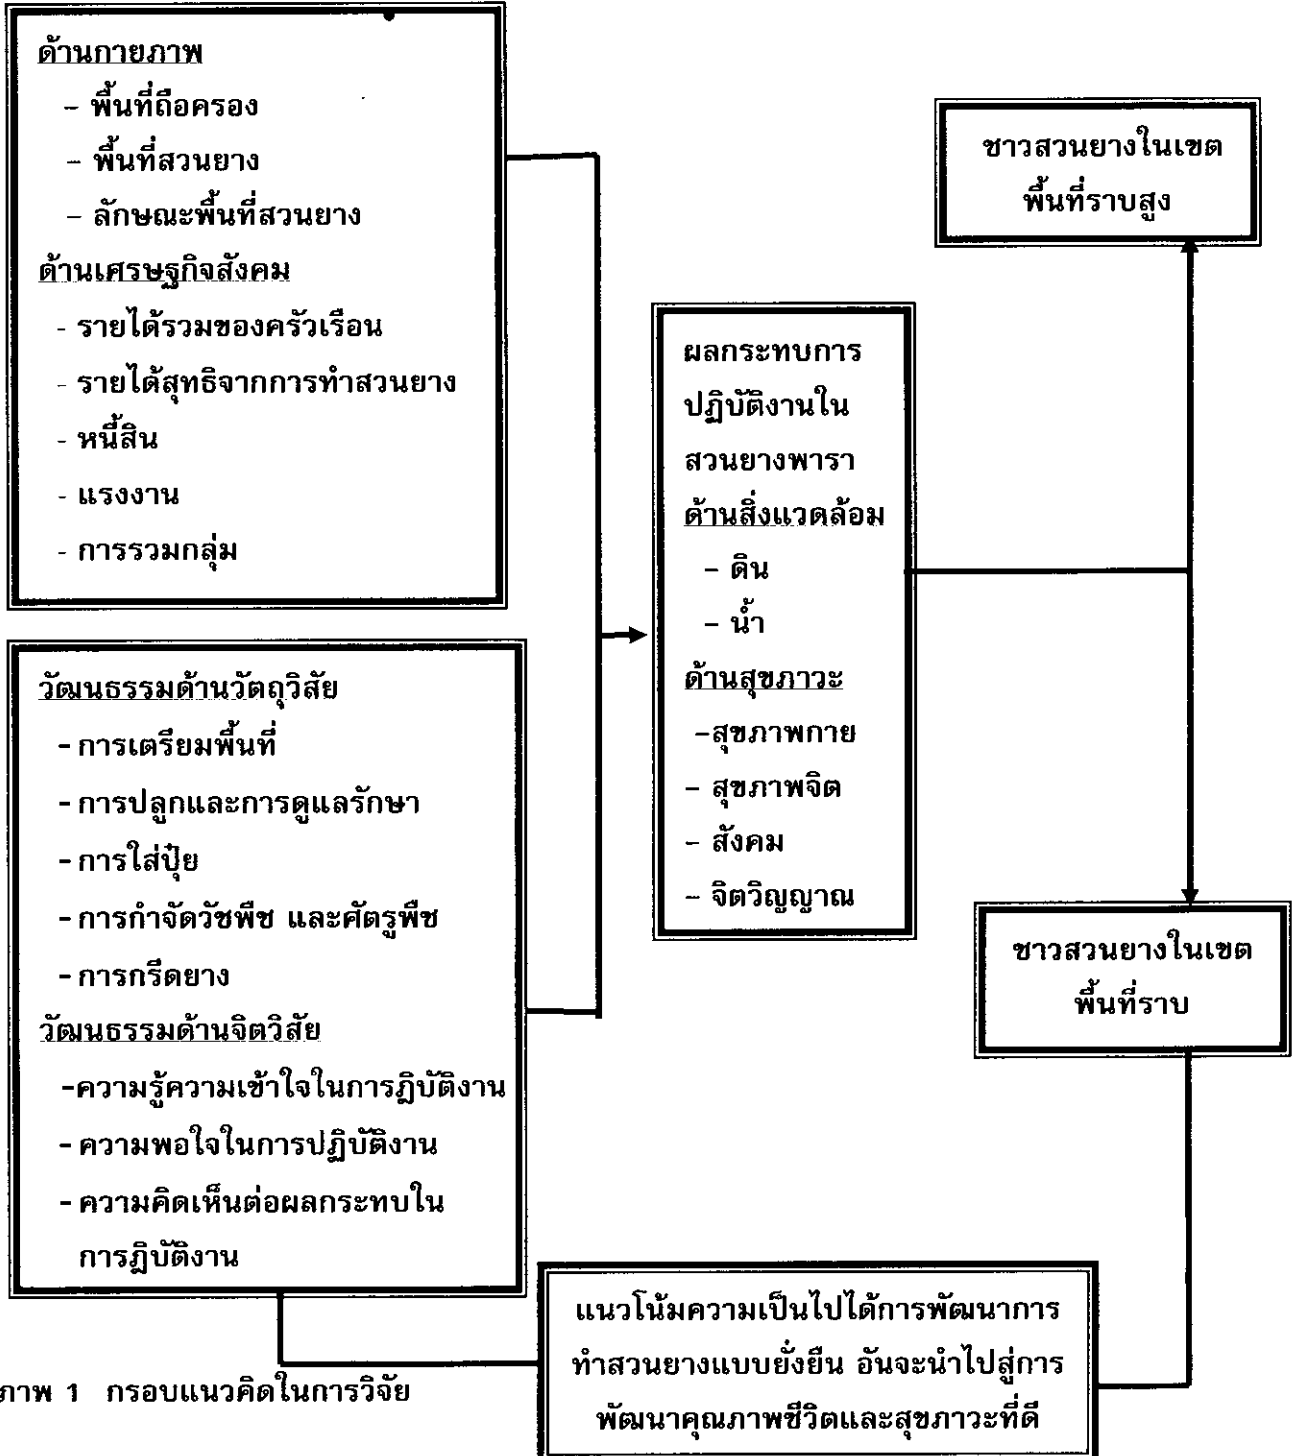 ด้านกายภาพ
– พื้นที่ถือครอง
– พื้นที่สวนยาง
– ลักษณะพื้นที่สวนยาง
ด้านเศรษฐกิจสังคม
- รายได้รวมของครัวเรือน
- รายได้สุทธิจากการทำสวนยาง
- หนี้สิน
- แรงงาน
- การรวมกลุ่ม
วัฒนธรรมด้านวัตถุวิสัย
- การเตรียมพื้นที่
- การปลูกและการดูแลรักษา
- การใส่ปุ๋ย
- การกำจัดวัชพืช และศัตรูพืช
- การกรีดยาง
วัฒนธรรมด้านจิตวิสัย
-ความรู้ความเข้าใจในการฎิบัติงาน
- ความพอใจในการปฏิบัติงาน
- ความคิดเห็นต่อผลกระทบใน
การฎิบัติงาน
ผลกระทบการ
ปฏิบัติงานใน
สวนยางพารา
ด้านสิ่งแวดล้อม
– ดิน
– น้ำ
ด้านสุขภาวะ
–สุขภาพกาย
– สุขภาพจิต
– สังคม
– จิตวิญญาณ
ชาวสวนยางในเขต
พื้นที่ราบสูง
ชาวสวนยางในเขต
พื้นที่ราบ
แนวโน้มความเป็นไปได้การพัฒนาการ
ทำสวนยางแบบยั่งยืน อันจะนำไปสู่การ
พัฒนาคุณภาพชีวิตและสุขภาวะที่ดี
ภาพ 1 กรอบแนวคิดในการวิจัย